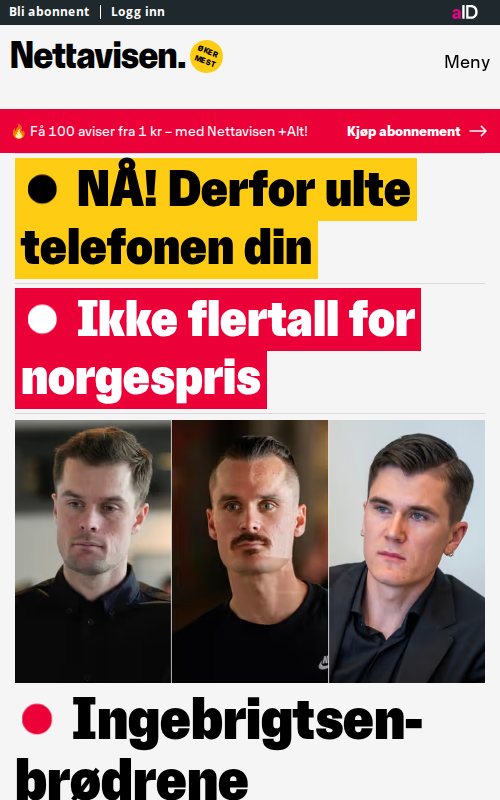 Bli abonnent | Logg inn
aID
Nettavisen.
ØKER
MEST
Meny
🔥 Få 100 aviser fra 1 kr – med Nettavisen +Alt!
Kjøp abonnement →
● NÅ! Derfor ulte
telefonen din
● Ikke flertall for
norgespris
● Ingebrigtsen-
brødrene